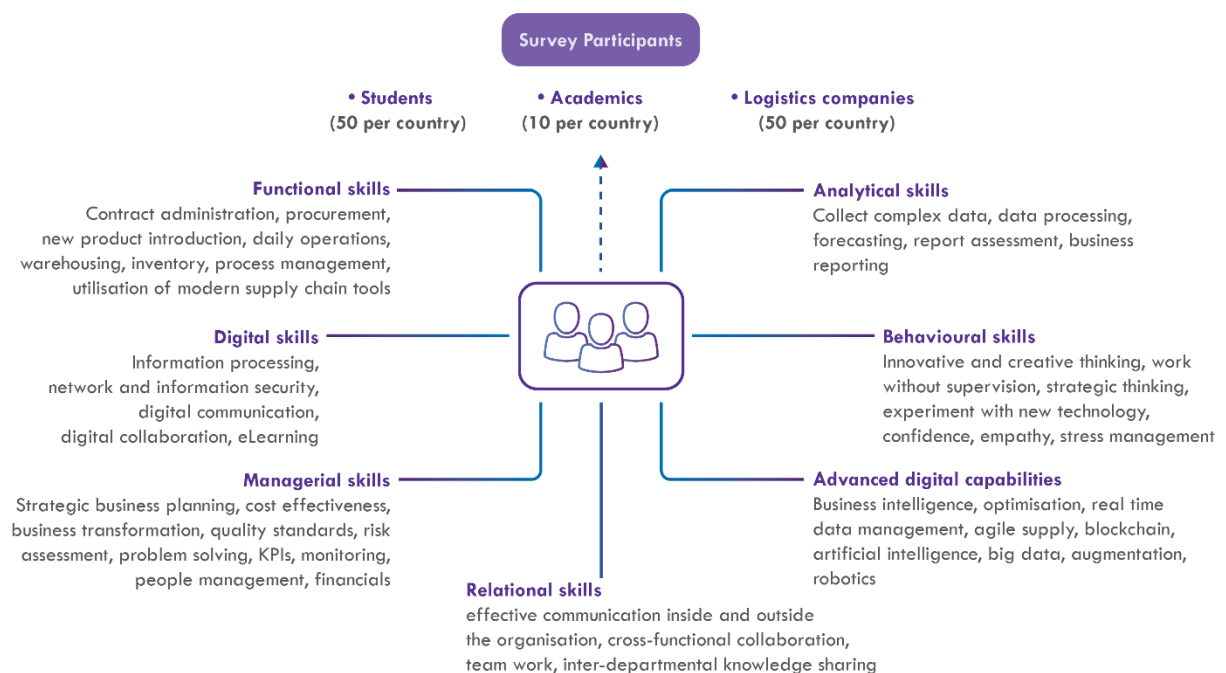 Survey Participants
• Students
(50 per country)
• Academics
(10 per country)
• Logistics companies
(50 per country)
Functional skills
Contract administration, procurement,
new product introduction, daily operations,
warehousing, inventory, process management,
utilisation of modern supply chain tools
Analytical skills
Collect complex data, data processing,
forecasting, report assessment, business
reporting
Digital skills
Information processing,
network and information security,
digital communication,
digital collaboration, eLearning
Behavioural skills
Innovative and creative thinking, work
without supervision, strategic thinking,
experiment with new technology,
confidence, empathy, stress management
Managerial skills
Strategic business planning, cost effectiveness,
business transformation, quality standards, risk
assessment, problem solving, KPIs, monitoring,
people management, financials
Advanced digital capabilities
Business intelligence, optimisation, real time
data management, agile supply, blockchain,
artificial intelligence, big data, augmentation,
robotics
Relational skills
effective communication inside and outside
the organisation, cross-functional collaboration,
team work, inter-departmental knowledge sharing